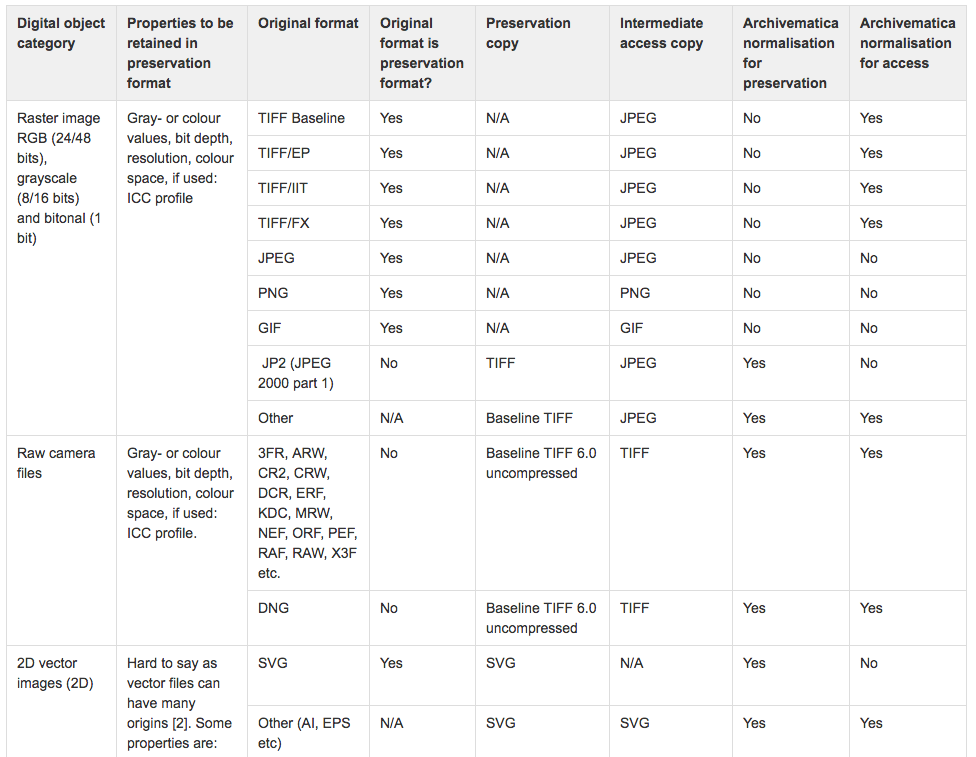 Digital object category
Properties to be retained in preservation format
Original format
Original format is preservation format?
Preservation copy
Intermediate access copy
Archivematica normalisation for preservation
Archivematica normalisation for access
Raster image RGB (24/48 bits), grayscale (8/16 bits) and bitonal (1 bit)
Gray- or colour values, bit depth, resolution, colour space, if used: ICC profile
TIFF Baseline Yes N/A JPEG No Yes
TIFF/EP Yes N/A JPEG No Yes
TIFF/IIT Yes N/A JPEG No Yes
TIFF/FX Yes N/A JPEG No Yes
JPEG Yes N/A JPEG No No
PNG Yes N/A PNG No No
GIF Yes N/A GIF No No
JP2 (JPEG 2000 part 1) No TIFF JPEG Yes No
Other N/A Baseline TIFF JPEG Yes Yes
Raw camera files
Gray- or colour values, bit depth, resolution, colour space, if used: ICC profile.
3FR, ARW, CR2, CRW, DCR, ERF, KDC, MRW, NEF, ORF, PEF, RAF, RAW, X3F etc. No Baseline TIFF 6.0 uncompressed TIFF Yes Yes
DNG No Baseline TIFF 6.0 uncompressed TIFF Yes Yes
2D vector images (2D)
Hard to say as vector files can have many origins [2]. Some properties are:
SVG Yes SVG N/A Yes No
Other (AI, EPS etc) N/A SVG SVG Yes Yes